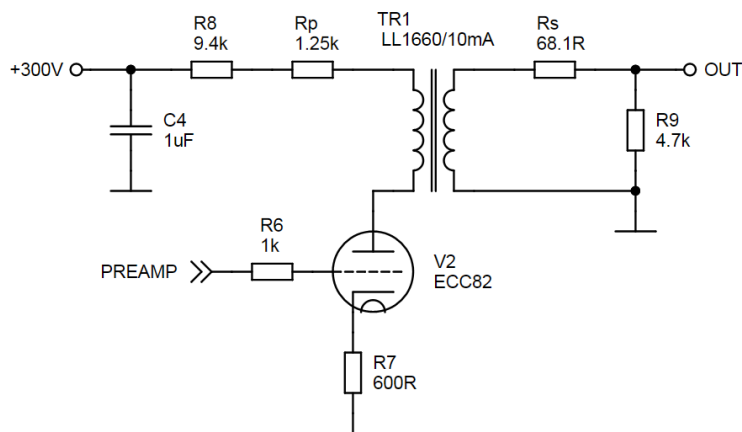 TR1
LL1660/10mA
R8
9.4k
Rp
1.25k
Rs
68.1R
+300V
OUT
C4
1uF
R9
4.7k
R6
1k
PREAMP
V2
ECC82
R7
600R